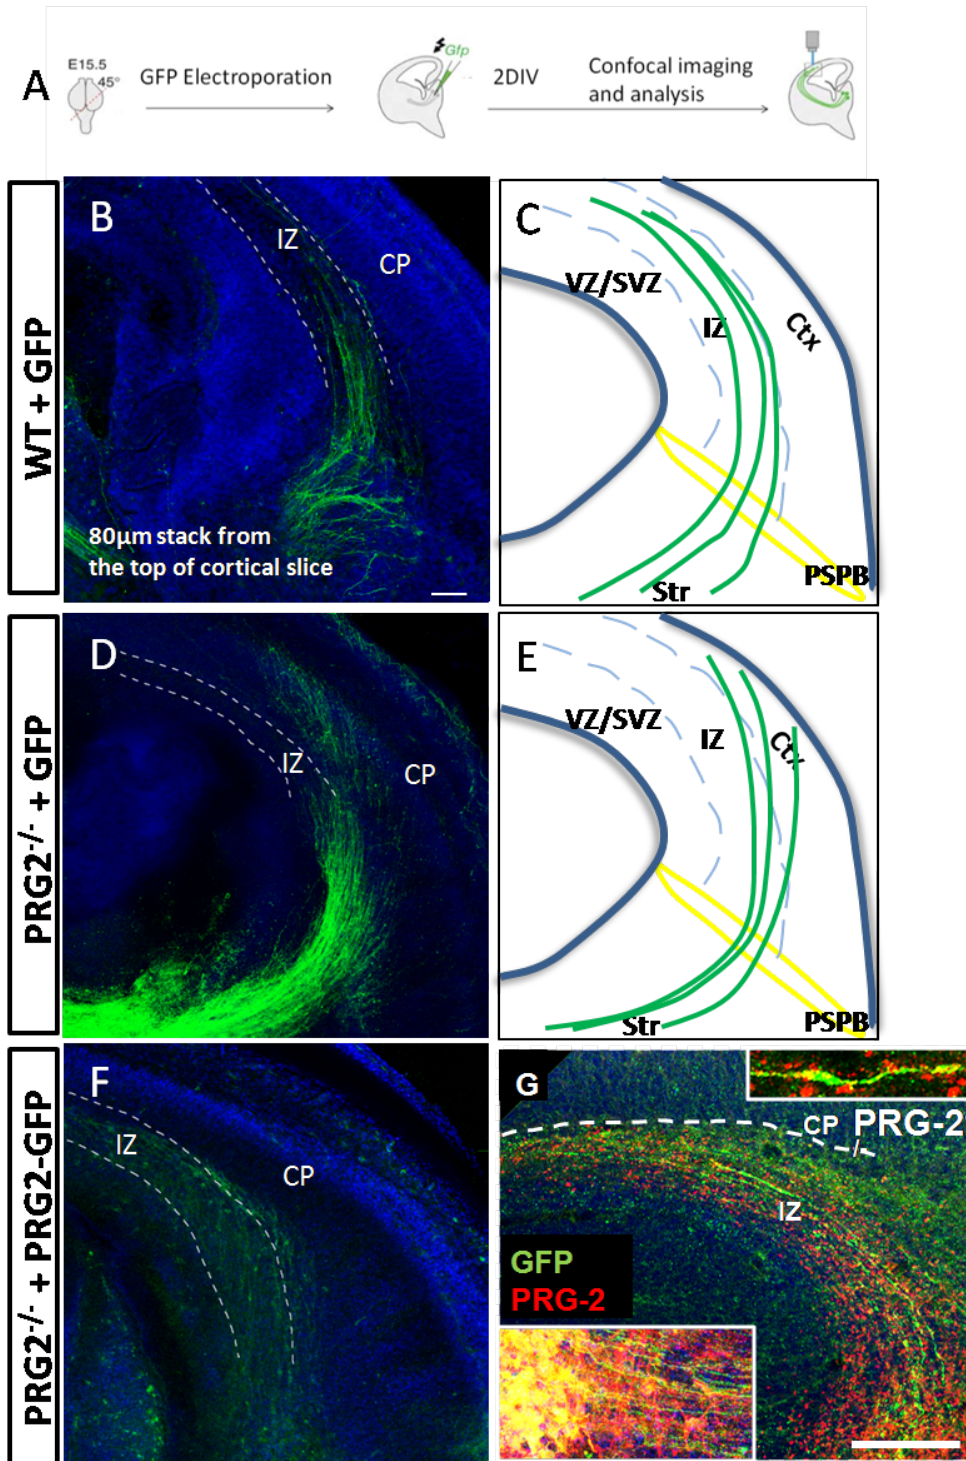 A
E15.5
45°
GFP Electroporation
Gfp
2DIV
Confocal imaging
and analysis
WT + GFP
B
IZ
CP
80µm stack from
the top of cortical slice
C
VZ/SVZ
IZ
Ctx
PSPB
Str
PRG2-/- + GFP
D
IZ
CP
E
VZ/SVZ
IZ
Ctx
PSPB
Str
PRG2-/- + PRG2-GFP
F
IZ
CP
G
CP / PRG-2
IZ
GFP
PRG-2